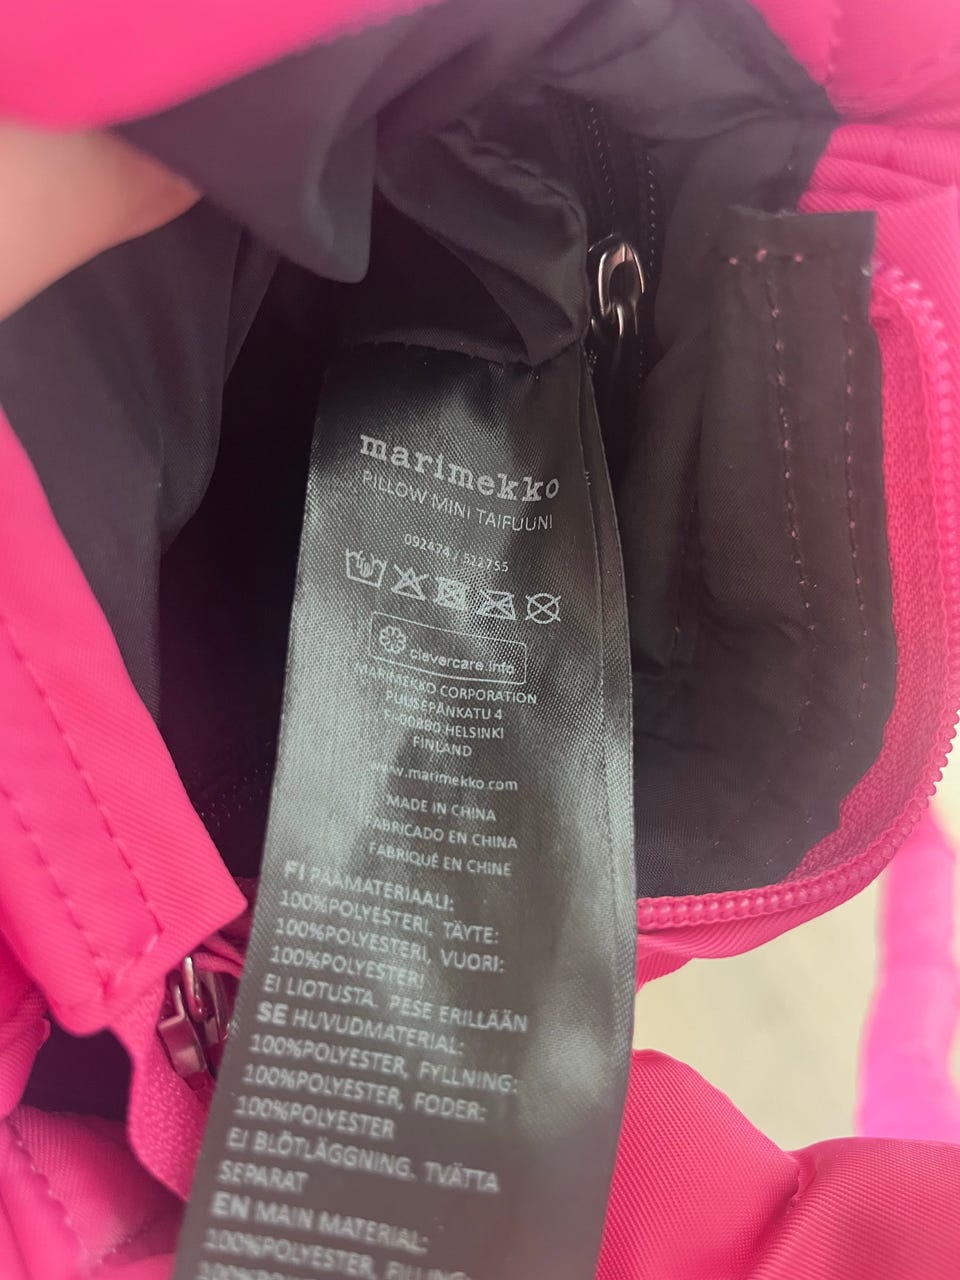 marimekko
PILLOW MINI TAIFUUNI
092474 / 522755
clevercare.info
MARIMEKKO CORPORATION
PUUSEPÄNKATU 4
FI-00880 HELSINKI
FINLAND
www.marimekko.com
MADE IN CHINA
FABRICADO EN CHINA
FABRIQUÉ EN CHINE
FI PÄÄMATERIAALI:
100%POLYESTERI, TÄYTE:
100%POLYESTERI, VUORI:
100%POLYESTERI
EI LIOTUSTA. PESE ERILLÄÄN
SE HUVUDMATERIAL:
100%POLYESTER, FYLLNING:
100%POLYESTER, FODER:
100%POLYESTER
EJ BLÖTLÄGGNING. TVÄTTA
SEPARAT
EN MAIN MATERIAL:
100%POLYESTER, FILLING: